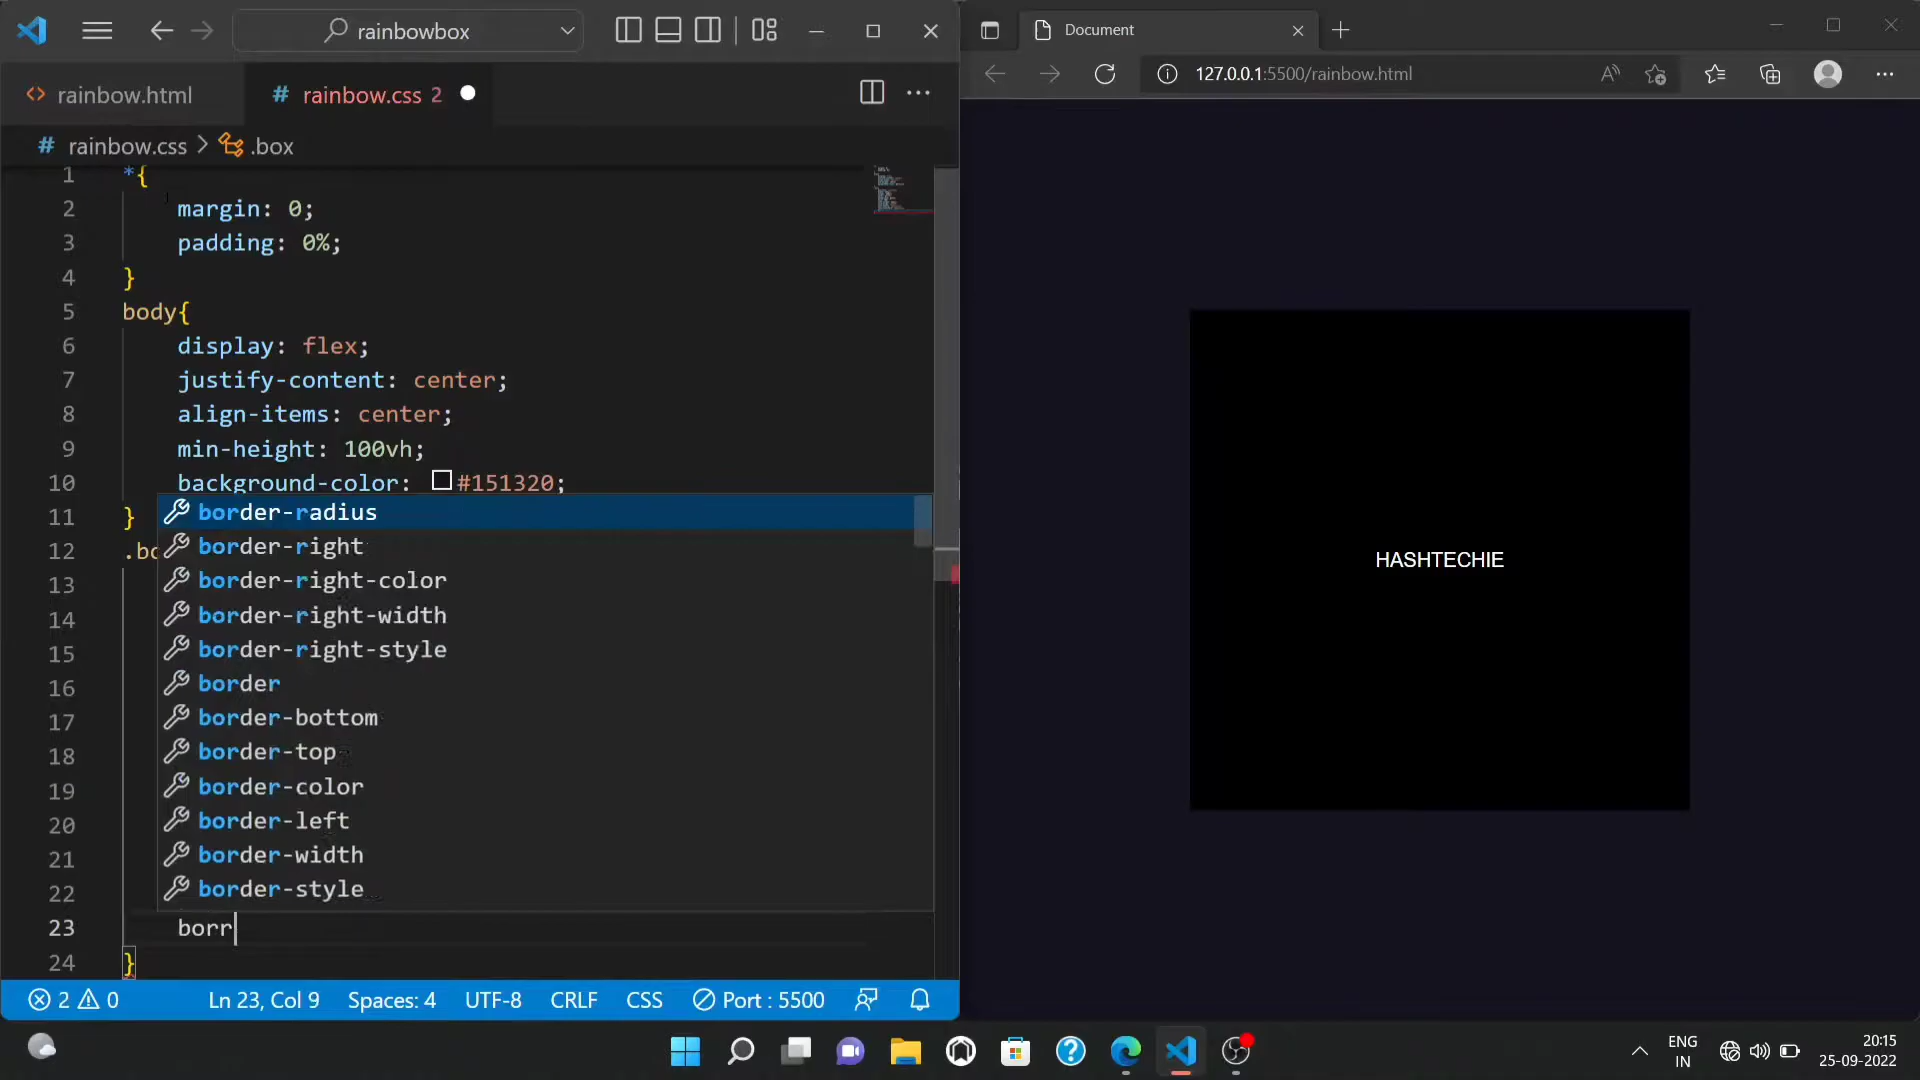 rainbowbox
rainbow.html
# rainbow.css 2
# rainbow.css > .box
1 *{
2 margin: 0;
3 padding: 0%;
4 }
5 body{
6 display: flex;
7 justify-content: center;
8 align-items: center;
9 min-height: 100vh;
10 background-color: #151320;
11 }
12 .bo
13
14
15
16
17
18
19
20
21
22
23 borr
24 }
border-radius
border-right
border-right-color
border-right-width
border-right-style
border
border-bottom
border-top
border-color
border-left
border-width
border-style
2 0 Ln 23, Col 9 Spaces: 4 UTF-8 CRLF CSS Port : 5500
Document
127.0.0.1:5500/rainbow.html
HASHTECHIE
ENG
IN
20:15
25-09-2022